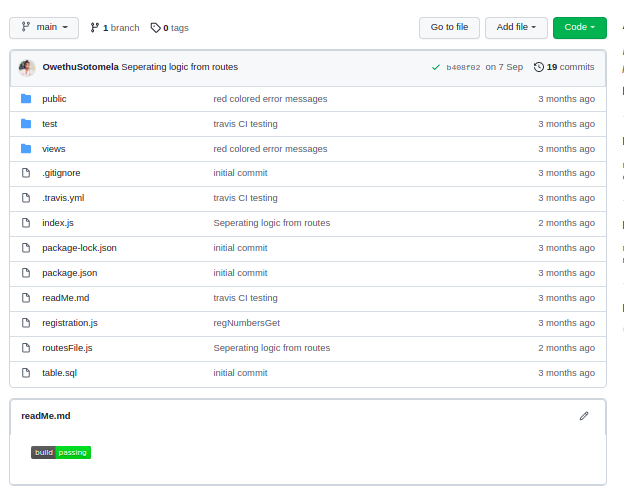 main 1 branch 0 tags Go to file Add file Code
OwethuSotomela Seperating logic from routes b408f02 on 7 Sep 19 commits
public red colored error messages 3 months ago
test travis CI testing 3 months ago
views red colored error messages 3 months ago
.gitignore initial commit 3 months ago
.travis.yml travis CI testing 3 months ago
index.js Seperating logic from routes 2 months ago
package-lock.json initial commit 3 months ago
package.json initial commit 3 months ago
readMe.md travis CI testing 3 months ago
registration.js regNumbersGet 3 months ago
routesFile.js Seperating logic from routes 2 months ago
table.sql initial commit 3 months ago
readMe.md
build passing